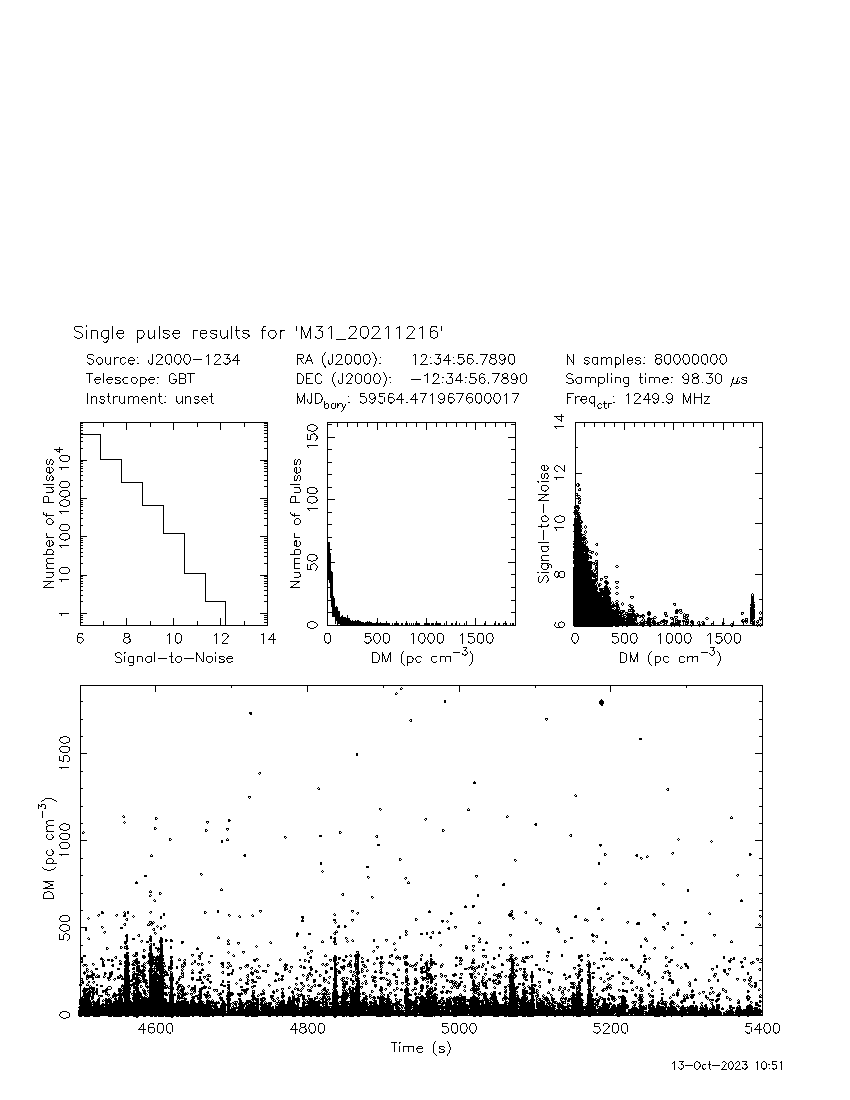 Single pulse results for 'M31_20211216'
Source: J2000−1234
RA (J2000): 12:34:56.7890
N samples: 80000000
Telescope: GBT
DEC (J2000): −12:34:56.7890
Sampling time: 98.30 μs
Instrument: unset
MJDbary: 59564.471967600017
Freqctr: 1249.9 MHz
Number of Pulses
1 10 100 1000 10^4
6 8 10 12 14
Signal−to−Noise
Number of Pulses
0 50 100 150
0 500 1000 1500
DM (pc cm−3)
Signal−to−Noise
6 8 10 12 14
0 500 1000 1500
DM (pc cm−3)
DM (pc cm−3)
0 500 1000 1500
4600 4800 5000 5200 5400
Time (s)
13−Oct−2023 10:51